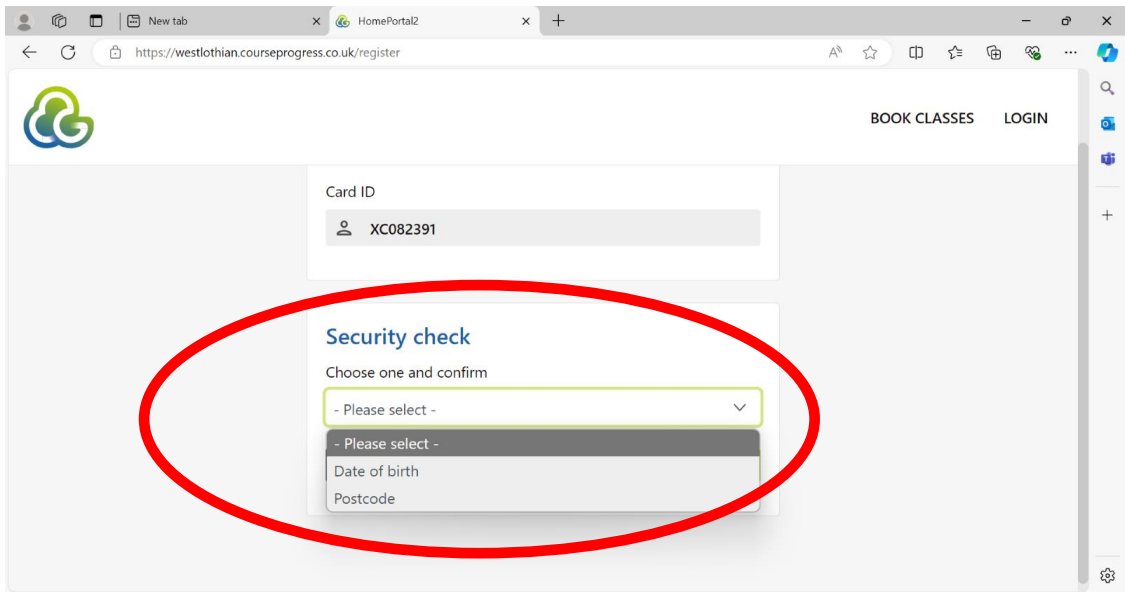 New tab
HomePortal2
https://westlothian.courseprogress.co.uk/register
BOOK CLASSES LOGIN
Card ID
XC082391
Security check
Choose one and confirm
- Please select -
- Please select -
Date of birth
Postcode